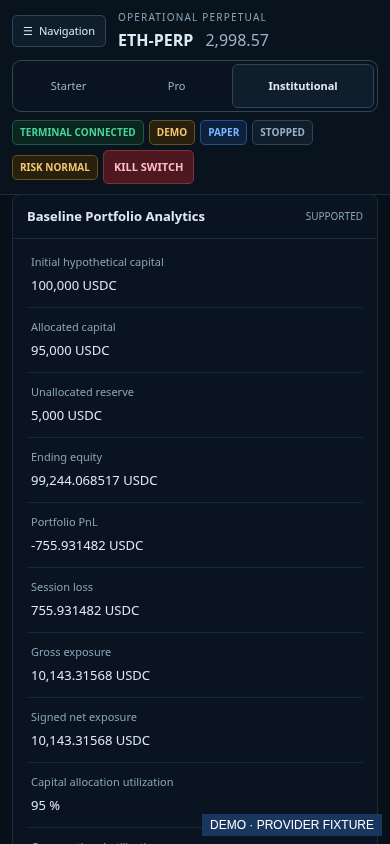 ☰ Navigation
OPERATIONAL PERPETUAL
ETH-PERP 2,998.57
Starter Pro Institutional
TERMINAL CONNECTED DEMO PAPER STOPPED
RISK NORMAL KILL SWITCH
Baseline Portfolio Analytics SUPPORTED
Initial hypothetical capital
100,000 USDC
Allocated capital
95,000 USDC
Unallocated reserve
5,000 USDC
Ending equity
99,244.068517 USDC
Portfolio PnL
-755.931482 USDC
Session loss
755.931482 USDC
Gross exposure
10,143.31568 USDC
Signed net exposure
10,143.31568 USDC
Capital allocation utilization
95 %
DEMO · PROVIDER FIXTURE